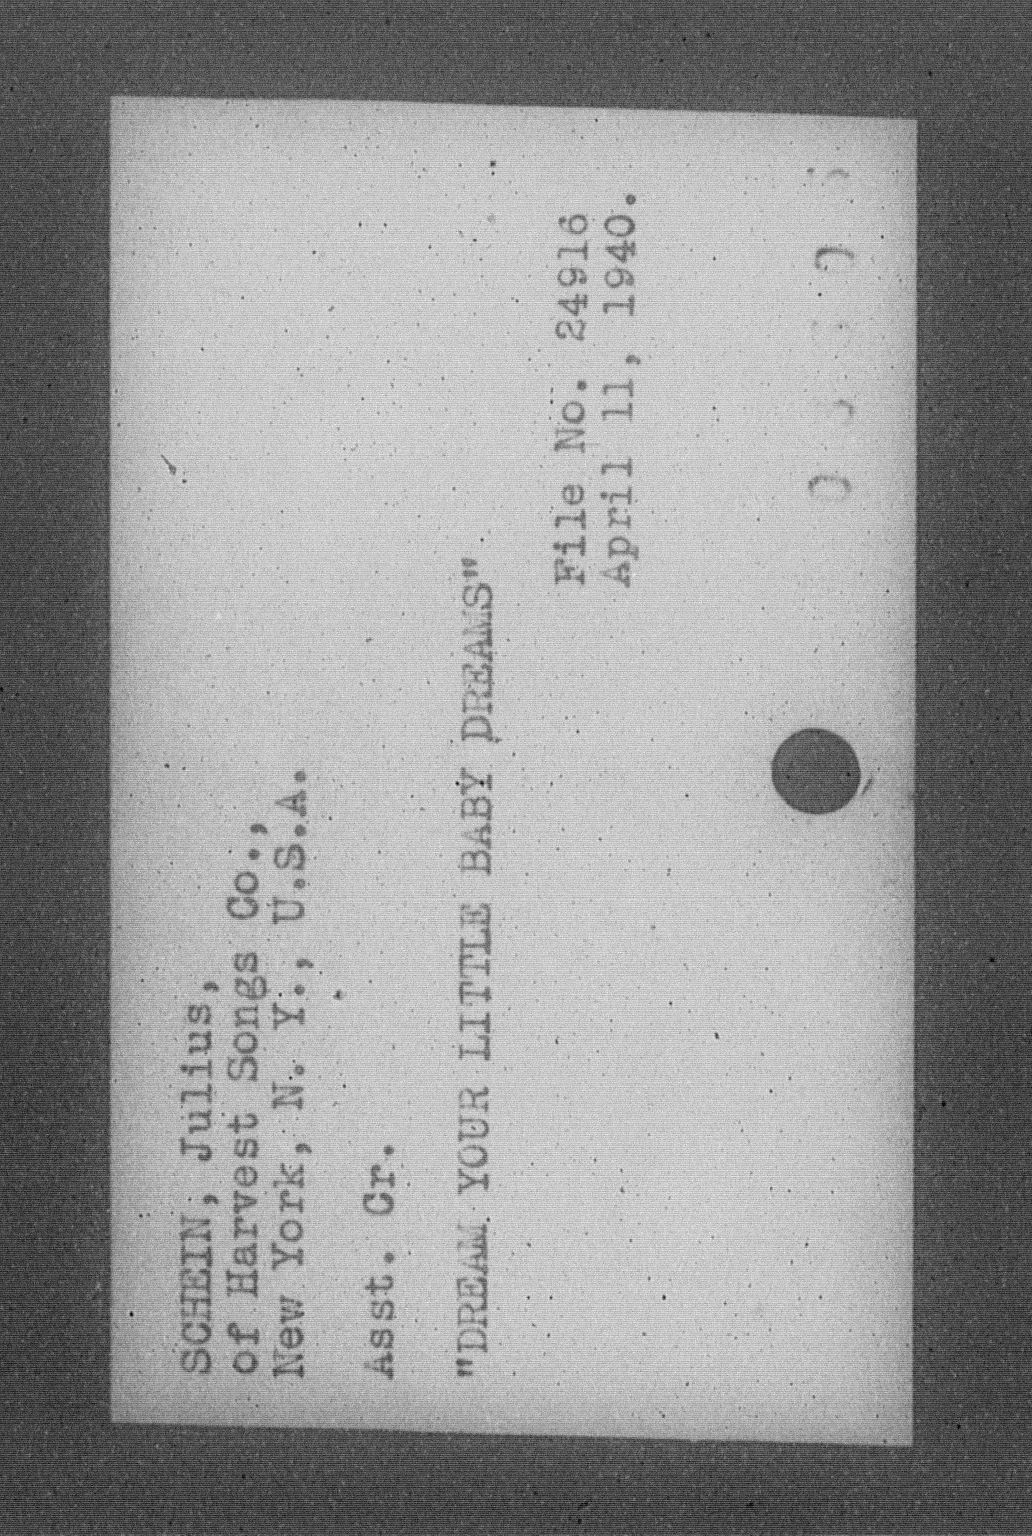 SCHEIN, Julius,
of Harvest Songs Co.,
New York, N. Y., U.S.A.
Asst. Cr.
"DREAM YOUR LITTLE BABY DREAMS"
File No. 24916
April 11, 1940.